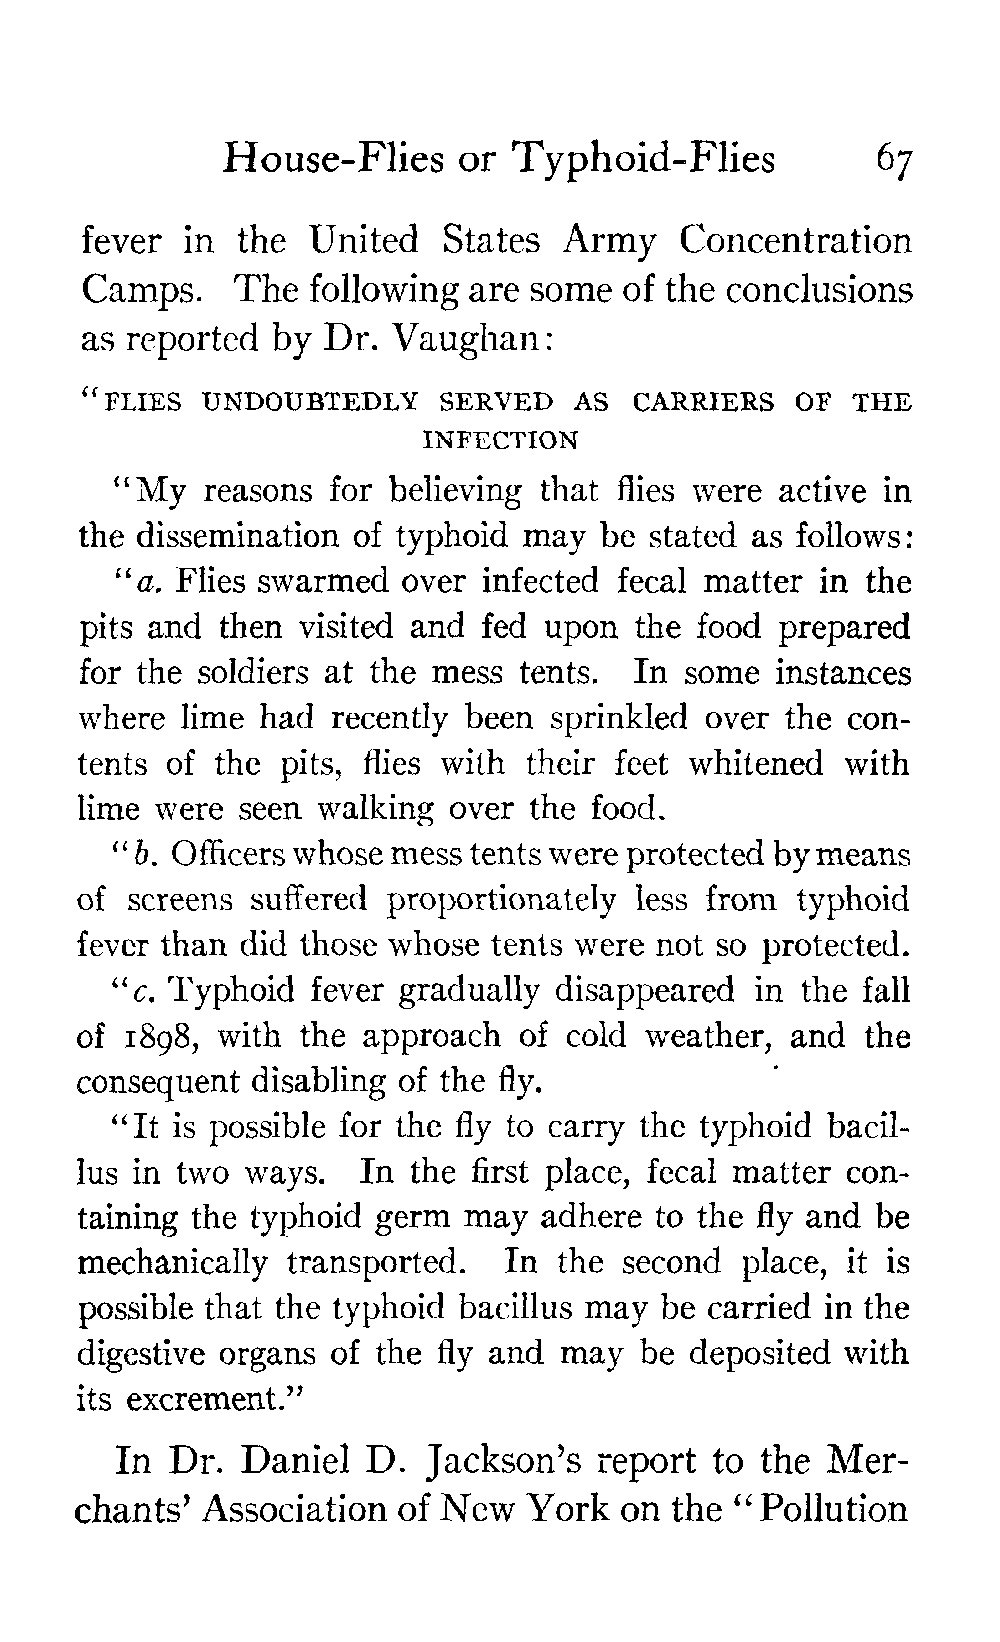 House-Flies or Typhoid-Flies 67
fever in the United States Army Concentration
Camps. The following are some of the conclusions
as reported by Dr. Vaughan:
"FLIES UNDOUBTEDLY SERVED AS CARRIERS OF THE
INFECTION
"My reasons for believing that flies were active in
the dissemination of typhoid may be stated as follows:
"a. Flies swarmed over infected fecal matter in the
pits and then visited and fed upon the food prepared
for the soldiers at the mess tents. In some instances
where lime had recently been sprinkled over the con-
tents of the pits, flies with their feet whitened with
lime were seen walking over the food.
"b. Officers whose mess tents were protected by means
of screens suffered proportionately less from typhoid
fever than did those whose tents were not so protected.
"c. Typhoid fever gradually disappeared in the fall
of 1898, with the approach of cold weather, and the
consequent disabling of the fly.
"It is possible for the fly to carry the typhoid bacil-
lus in two ways. In the first place, fecal matter con-
taining the typhoid germ may adhere to the fly and be
mechanically transported. In the second place, it is
possible that the typhoid bacillus may be carried in the
digestive organs of the fly and may be deposited with
its excrement."
In Dr. Daniel D. Jackson's report to the Mer-
chants' Association of New York on the "Pollution